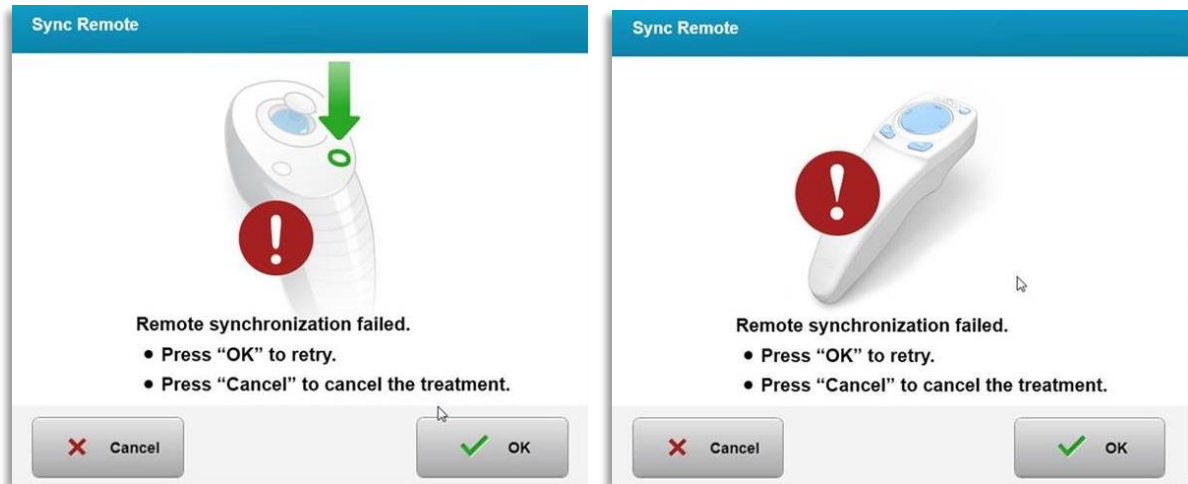 Sync Remote
Remote synchronization failed.
• Press “OK” to retry.
• Press “Cancel” to cancel the treatment.
Cancel
OK
Sync Remote
Remote synchronization failed.
• Press “OK” to retry.
• Press “Cancel” to cancel the treatment.
Cancel
OK